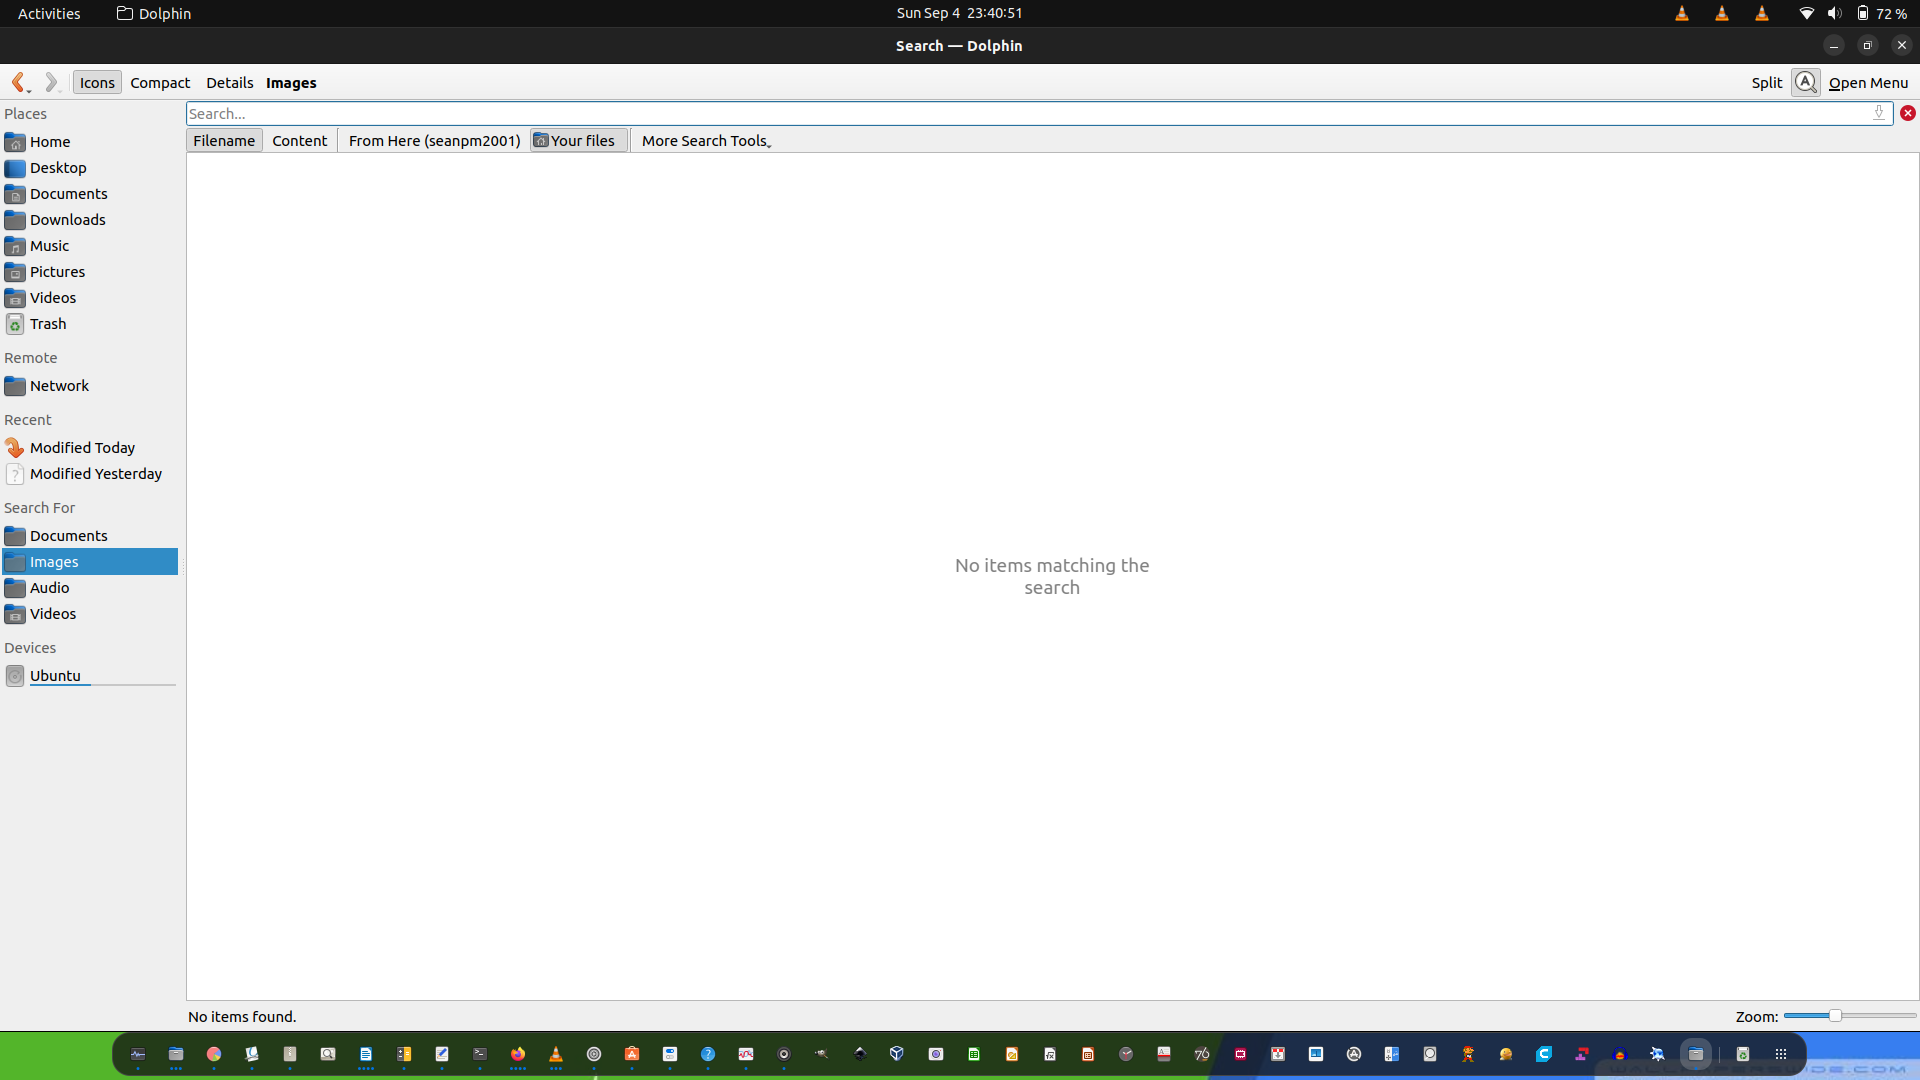 Activities
Dolphin
Sun Sep 4 23:40:51
72 %
Search — Dolphin
Icons
Compact
Details
Images
Split
Open Menu
Places
Home
Desktop
Documents
Downloads
Music
Pictures
Videos
Trash
Remote
Network
Recent
Modified Today
Modified Yesterday
Search For
Documents
Images
Audio
Videos
Devices
Ubuntu
Search...
Filename
Content
From Here (seanpm2001)
Your files
More Search Tools
No items matching the
search
No items found.
Zoom:
76